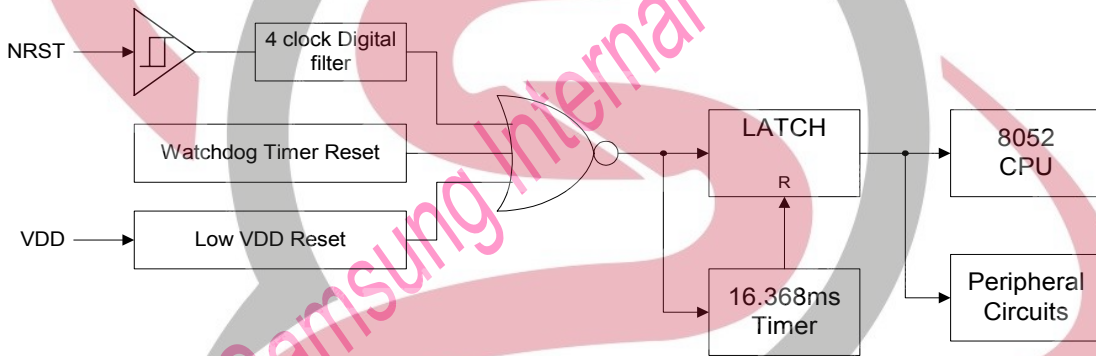 NRST
4 clock Digital
filter
Watchdog Timer Reset
VDD
Low VDD Reset
LATCH
R
16.368ms
Timer
8052
CPU
Peripheral
Circuits
Samsung Internal